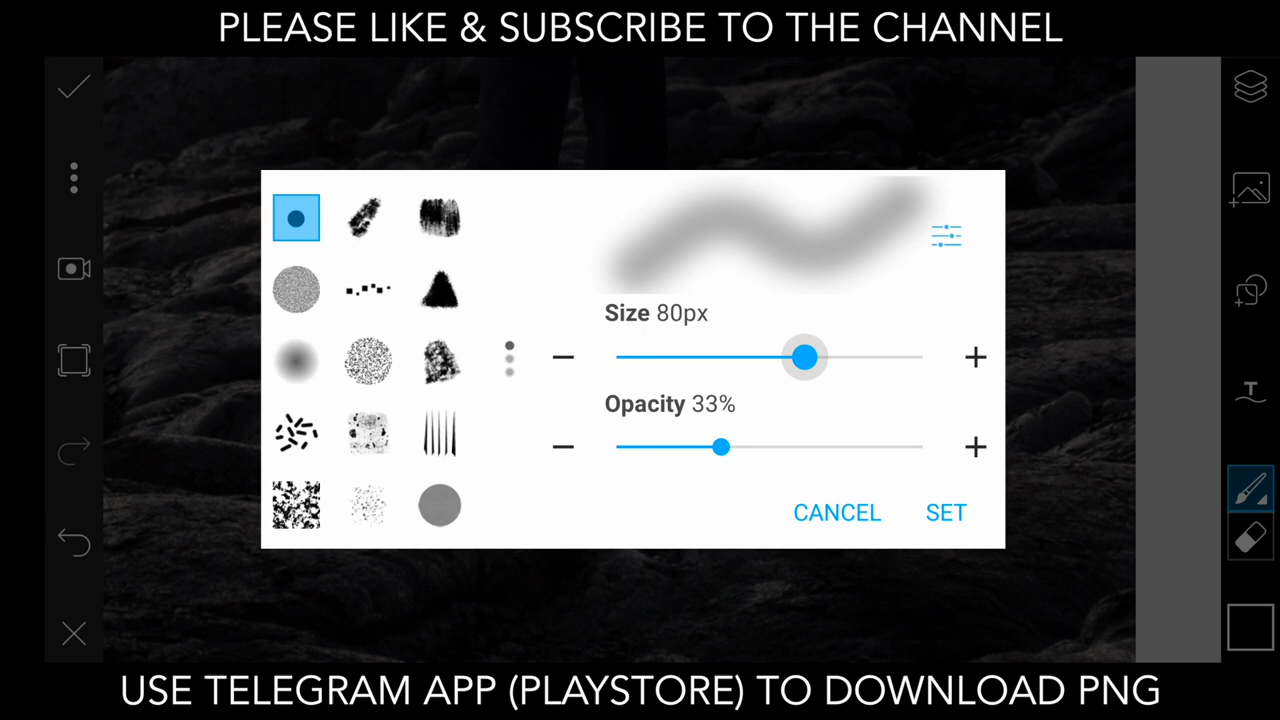 PLEASE LIKE & SUBSCRIBE TO THE CHANNEL
Size 80px
Opacity 33%
CANCEL SET
T
USE TELEGRAM APP (PLAYSTORE) TO DOWNLOAD PNG